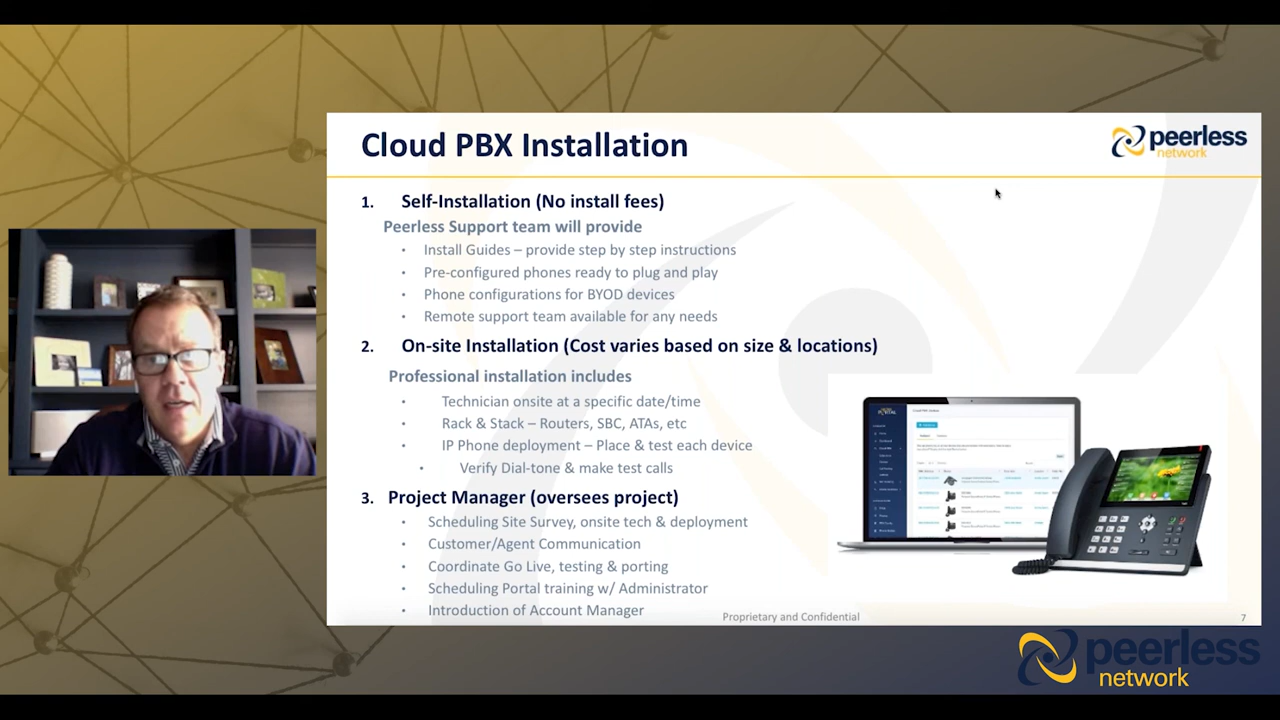 Cloud PBX Installation
peerless
network
1. Self-Installation (No install fees)
Peerless Support team will provide
• Install Guides – provide step by step instructions
• Pre-configured phones ready to plug and play
• Phone configurations for BYOD devices
• Remote support team available for any needs
2. On-site Installation (Cost varies based on size & locations)
Professional installation includes
• Technician onsite at a specific date/time
• Rack & Stack – Routers, SBC, ATAs, etc
• IP Phone deployment – Place & test each device
• Verify Dial-tone & make test calls
3. Project Manager (oversees project)
• Scheduling Site Survey, onsite tech & deployment
• Customer/Agent Communication
• Coordinate Go Live, testing & porting
• Scheduling Portal training w/ Administrator
• Introduction of Account Manager
Proprietary and Confidential
7
peerless
network